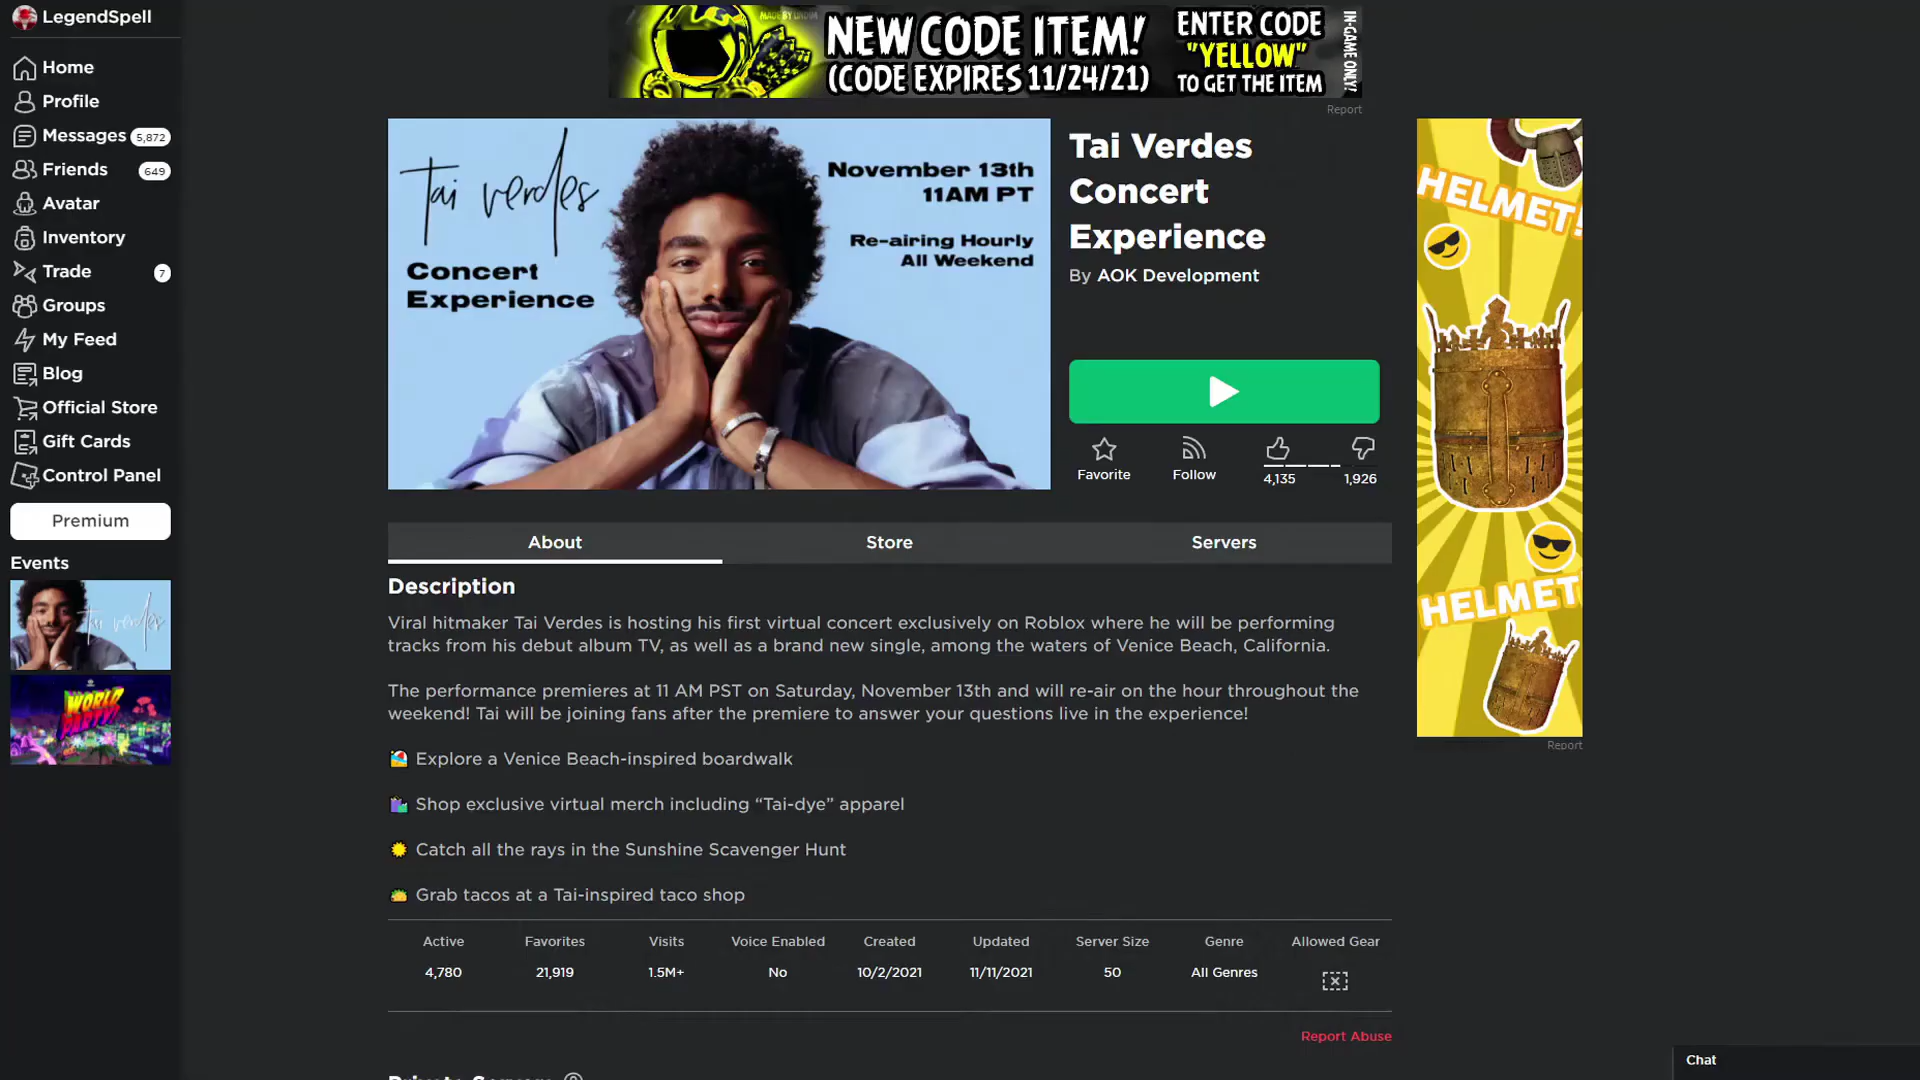 LegendSpell
Home
Profile
Messages 5,872
Friends 649
Avatar
Inventory
Trade 7
Groups
My Feed
Blog
Official Store
Gift Cards
Control Panel
Premium
Events
tai verdes
WORLD
PARTY!
NEW CODE ITEM!
(CODE EXPIRES 11/24/21)
ENTER CODE
"YELLOW"
TO GET THE ITEM
IN-GAME ONLY!
Report
tai verdes
Concert
Experience
November 13th
11AM PT
Re-airing Hourly
All Weekend
Tai Verdes
Concert
Experience
By AOK Development
Favorite
Follow
4,135
1,926
HELMET!
HELMET
Report
About
Store
Servers
Description
Viral hitmaker Tai Verdes is hosting his first virtual concert exclusively on Roblox where he will be performing
tracks from his debut album TV, as well as a brand new single, among the waters of Venice Beach, California.
The performance premieres at 11 AM PST on Saturday, November 13th and will re-air on the hour throughout the
weekend! Tai will be joining fans after the premiere to answer your questions live in the experience!
Explore a Venice Beach-inspired boardwalk
Shop exclusive virtual merch including “Tai-dye” apparel
Catch all the rays in the Sunshine Scavenger Hunt
Grab tacos at a Tai-inspired taco shop
Active Favorites Visits Voice Enabled Created Updated Server Size Genre Allowed Gear
4,780 21,919 1.5M+ No 10/2/2021 11/11/2021 50 All Genres
Report Abuse
Chat